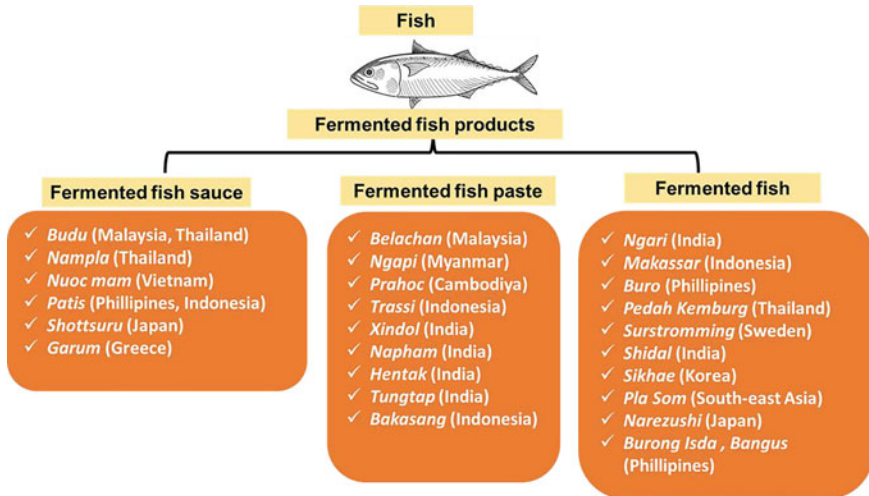 Fish
Fermented fish products
Fermented fish sauce
✓ Budu (Malaysia, Thailand)
✓ Nampla (Thailand)
✓ Nuoc mam (Vietnam)
✓ Patis (Phillipines, Indonesia)
✓ Shottsuru (Japan)
✓ Garum (Greece)
Fermented fish paste
✓ Belachan (Malaysia)
✓ Ngapi (Myanmar)
✓ Prahoc (Cambodiya)
✓ Trassi (Indonesia)
✓ Xindol (India)
✓ Napham (India)
✓ Hentak (India)
✓ Tungtap (India)
✓ Bakasang (Indonesia)
Fermented fish
✓ Ngari (India)
✓ Makassar (Indonesia)
✓ Buro (Phillipines)
✓ Pedah Kemburg (Thailand)
✓ Surstromming (Sweden)
✓ Shidal (India)
✓ Sikhae (Korea)
✓ Pla Som (South-east Asia)
✓ Narezushi (Japan)
✓ Burong Isda , Bangus
(Phillipines)